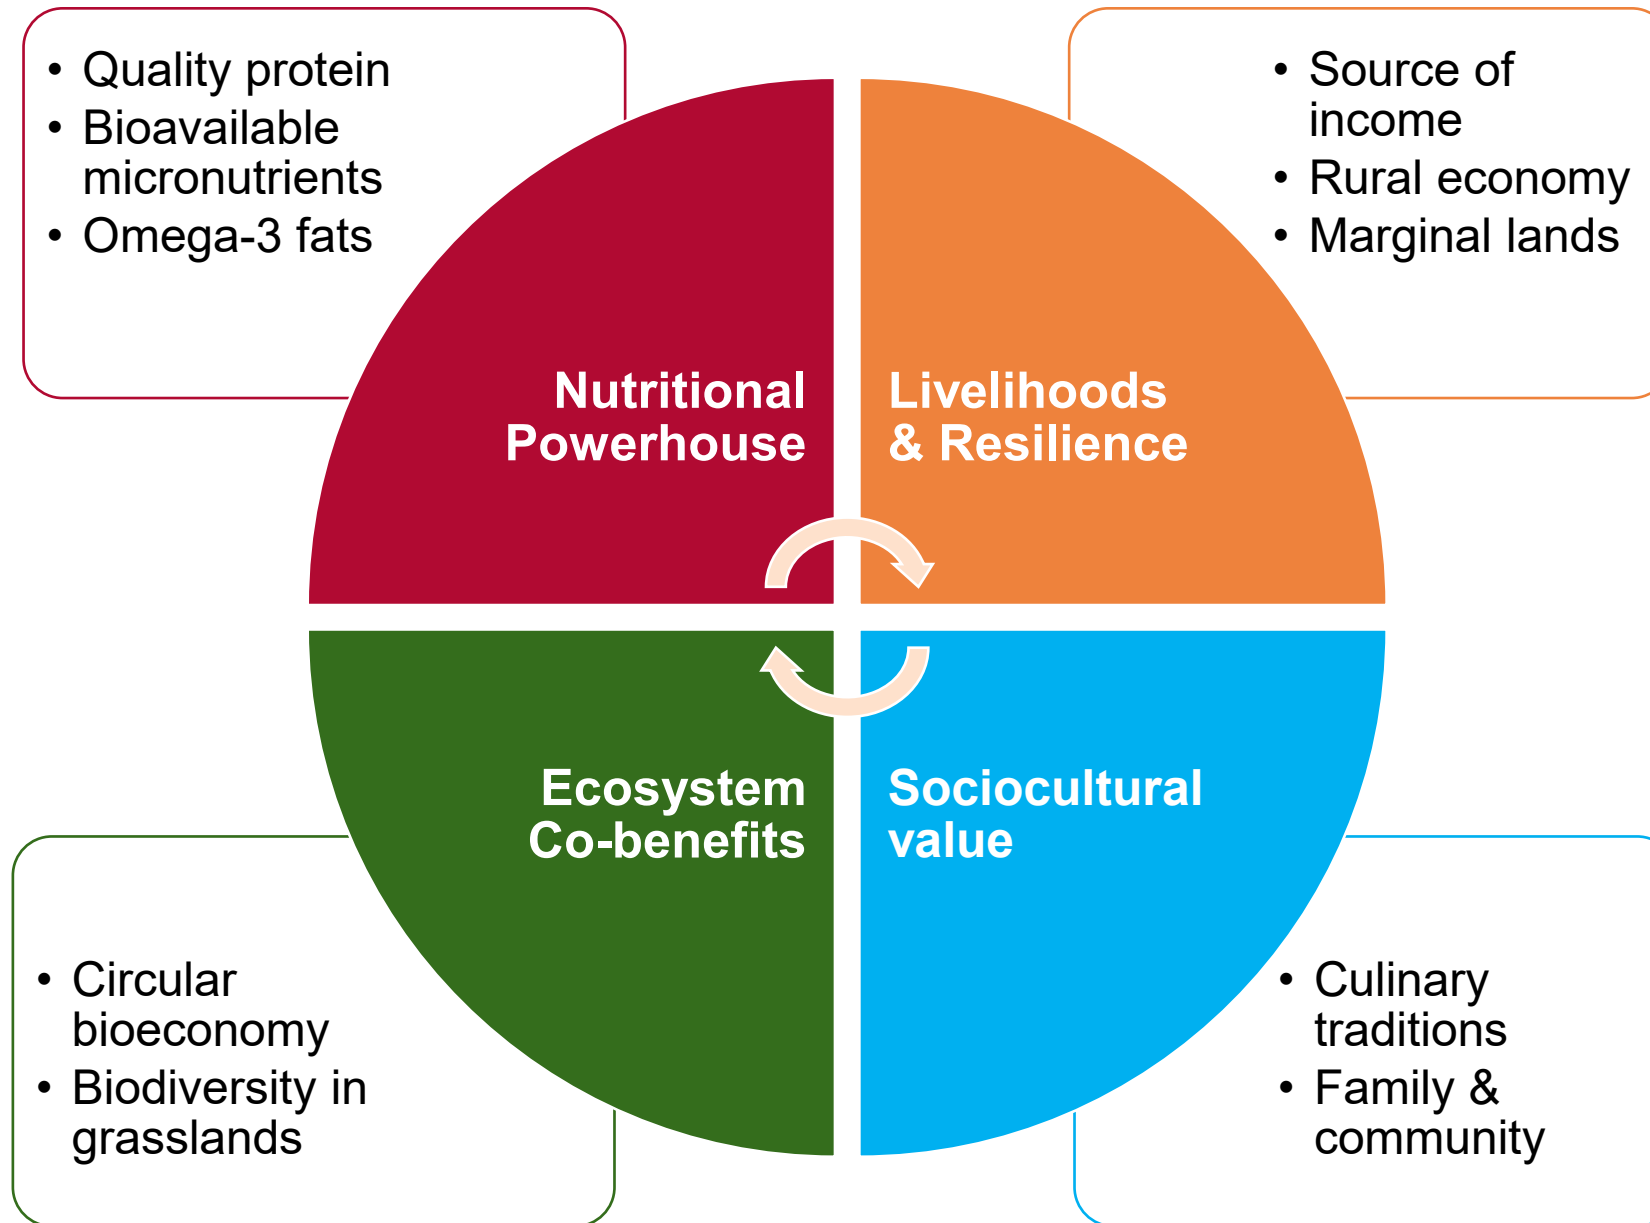 • Quality protein
• Bioavailable
micronutrients
• Omega-3 fats
• Source of
income
• Rural economy
• Marginal lands
Nutritional
Powerhouse
Livelihoods
& Resilience
Ecosystem
Co-benefits
Sociocultural
value
• Circular
bioeconomy
• Biodiversity in
grasslands
• Culinary
traditions
• Family &
community